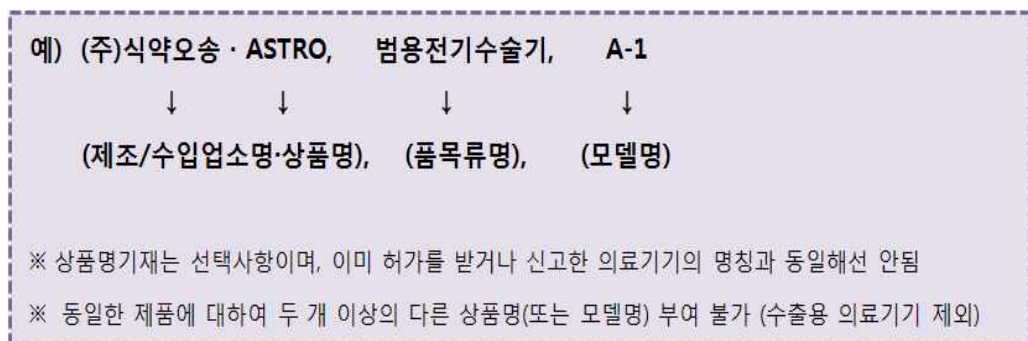 예) (주)식약오송 · ASTRO, 범용전기수술기, A-1
↓ ↓ ↓ ↓
(제조/수입업소명·상품명), (품목류명), (모델명)
※ 상품명기재는 선택사항이며, 이미 허가를 받거나 신고한 의료기기의 명칭과 동일해선 안됨
※ 동일한 제품에 대하여 두 개 이상의 다른 상품명(또는 모델명) 부여 불가 (수출용 의료기기 제외)